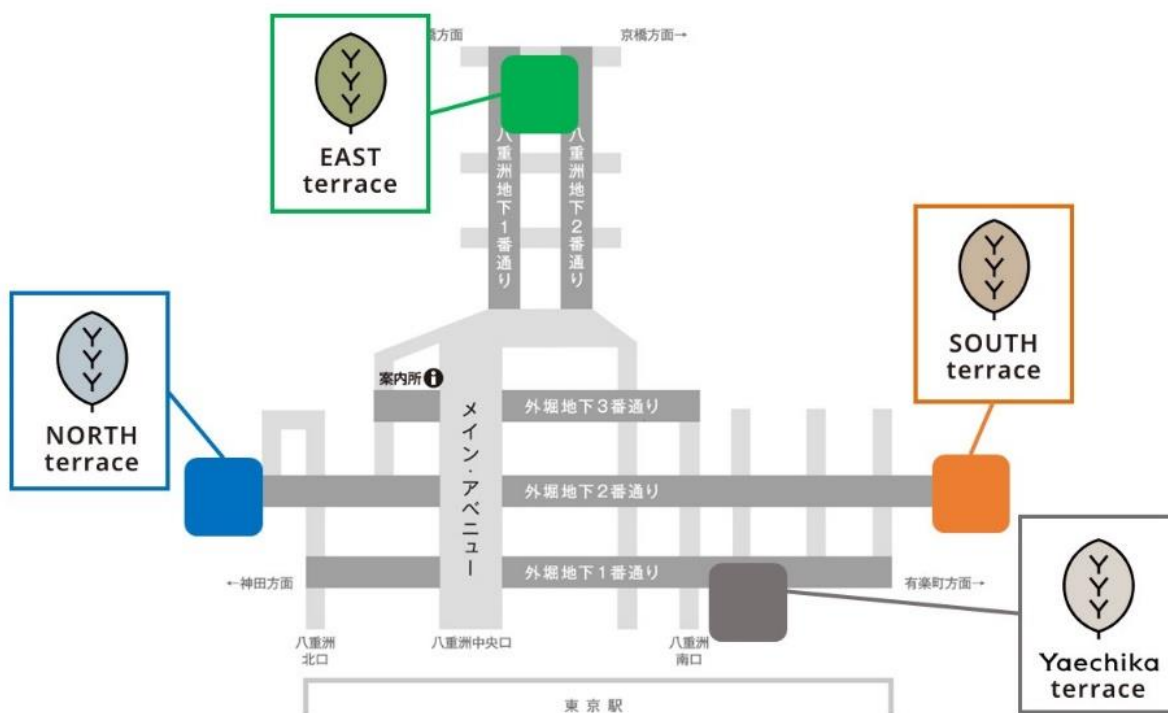 橋方面
京橋方面→
EAST
terrace
八重洲地下1番通り
八重洲地下2番通り
SOUTH
terrace
NORTH
terrace
案内所
外堀地下3番通り
メイン・アベニュー
外堀地下2番通り
外堀地下1番通り
←神田方面
有楽町方面→
八重洲
北口
八重洲中央口
八重洲
南口
Yaechika
terrace
東京駅